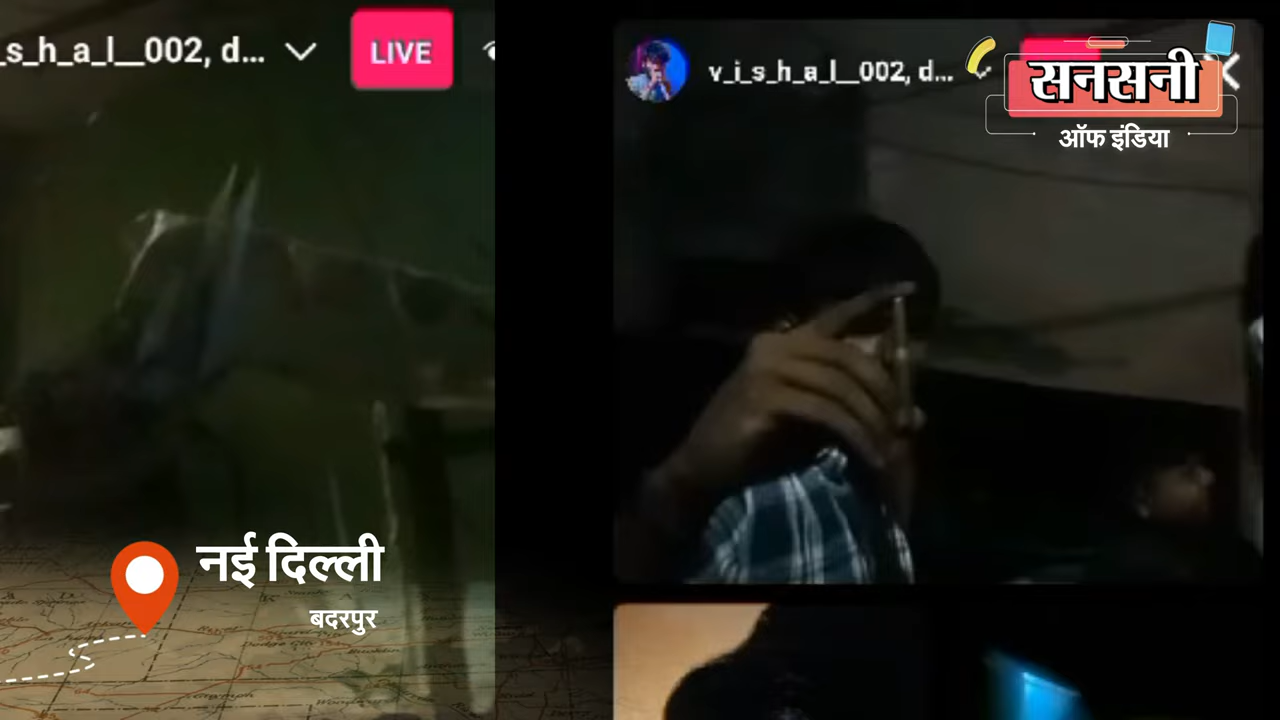 _s_h_a_l__002, d...
LIVE
v_i_s_h_a_l__002, d...
सनसनी
ऑफ इंडिया
नई दिल्ली
बदरपुर